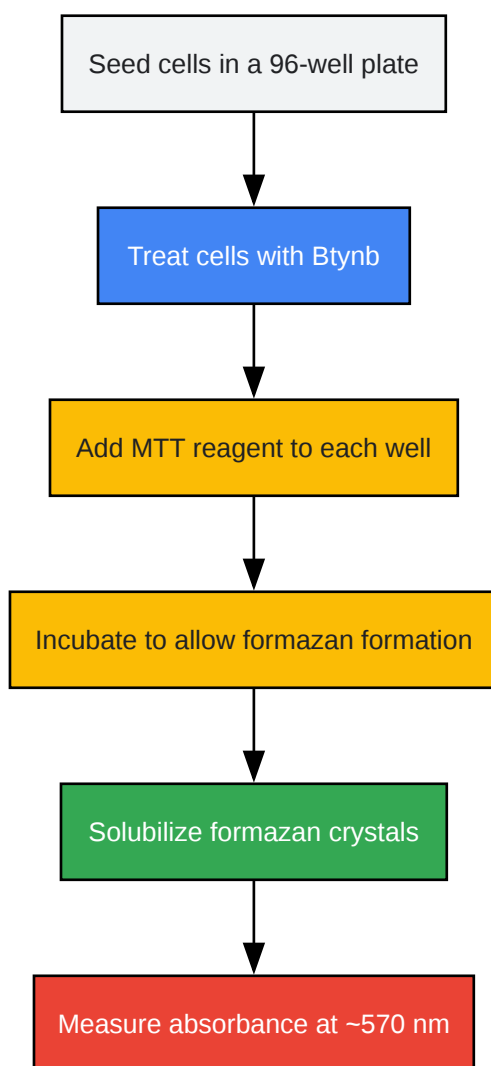 Seed cells in a 96-well plate
Treat cells with Btynb
Add MTT reagent to each well
Incubate to allow formazan formation
Solubilize formazan crystals
Measure absorbance at ~570 nm